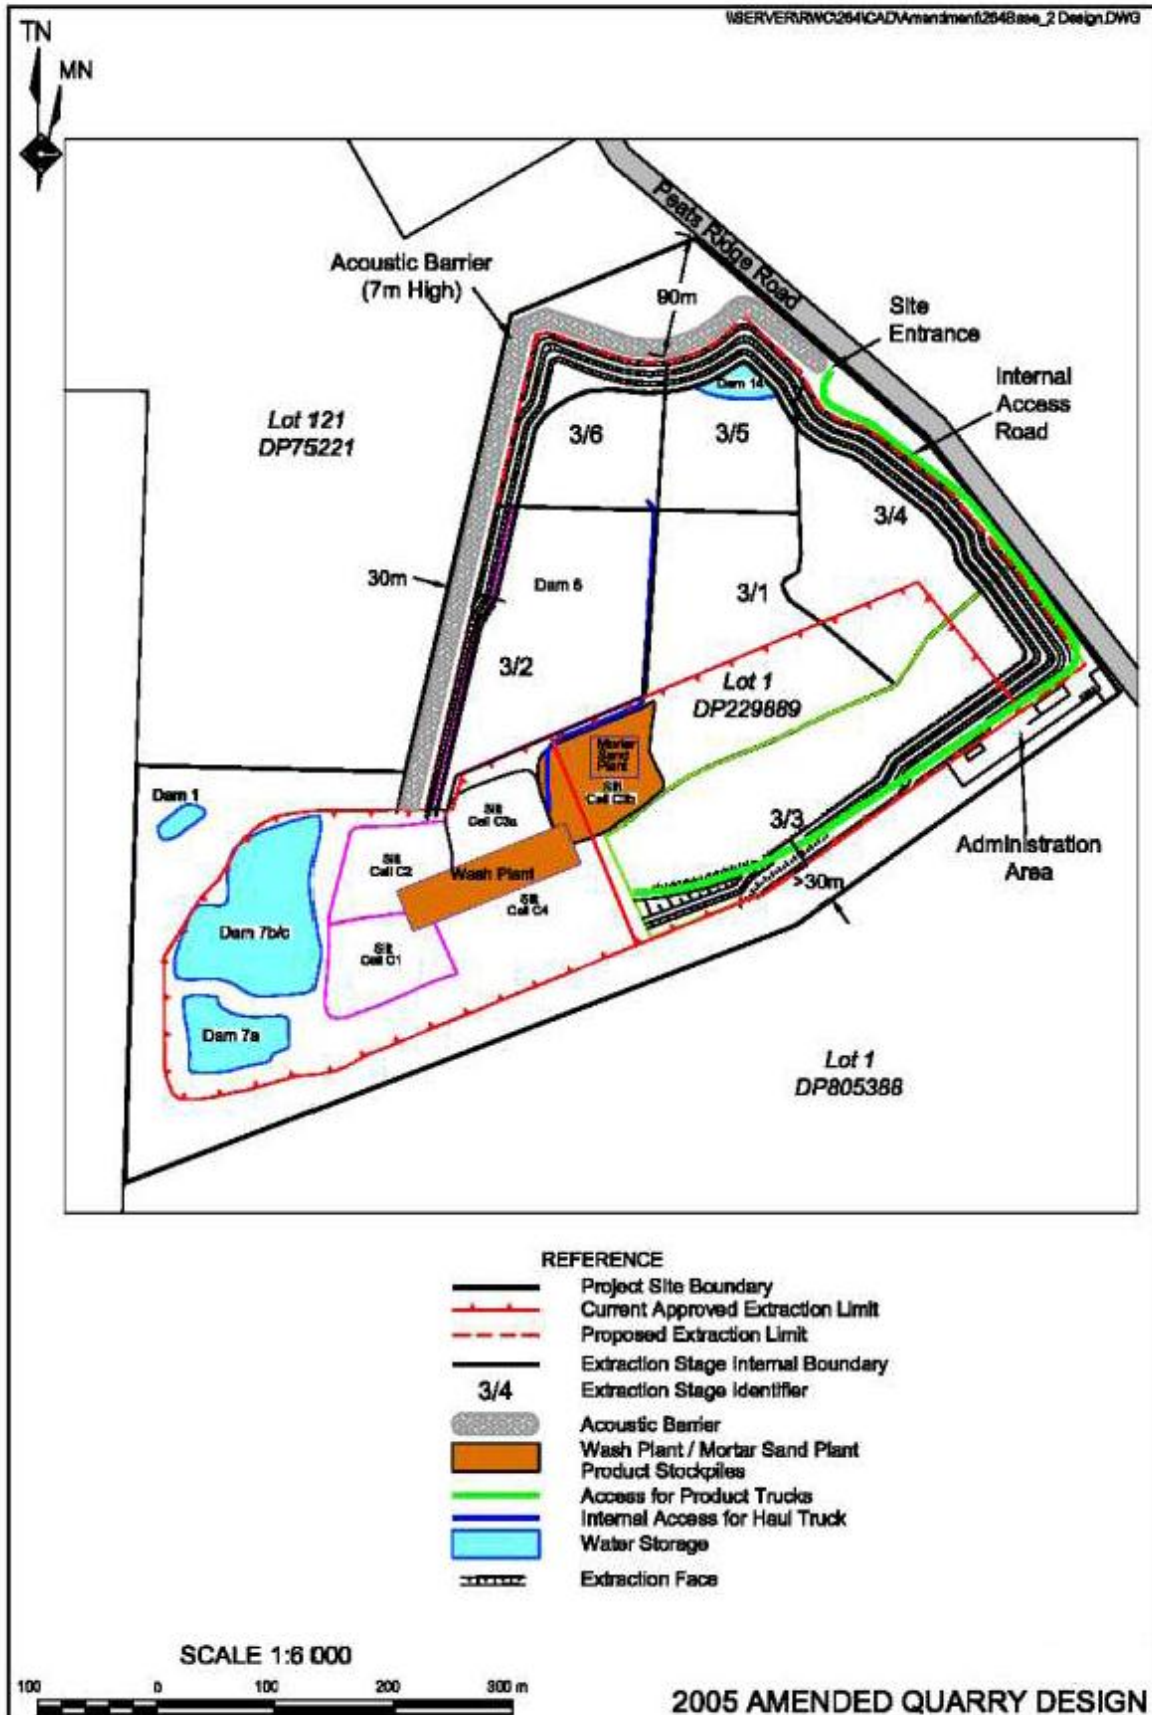 \\SERVER\RWC\264\CAD\Amendment\264Base_2 Design.DWG
TN
MN
Peats Ridge Road
Acoustic Barrier
(7m High)
90m
Site
Entrance
Internal
Access
Road
Dam 14
Lot 121
DP75221
3/6
3/5
3/4
30m
Dam 6
3/1
3/2
Lot 1
DP229889
Mortar
Sand
Plant
Silt
Cell C3b
Dam 1
Silt
Cell C3a
3/3
Administration
Area
Silt
Cell C2
Wash Plant
>30m
Silt
Cell C4
Dam 7b/c
Silt
Cell C1
Dam 7a
Lot 1
DP805388
REFERENCE
Project Site Boundary
Current Approved Extraction Limit
Proposed Extraction Limit
Extraction Stage Internal Boundary
3/4 Extraction Stage Identifier
Acoustic Barrier
Wash Plant / Mortar Sand Plant
Product Stockpiles
Access for Product Trucks
Internal Access for Haul Truck
Water Storage
Extraction Face
SCALE 1:6 000
100 0 100 200 300 m
2005 AMENDED QUARRY DESIGN